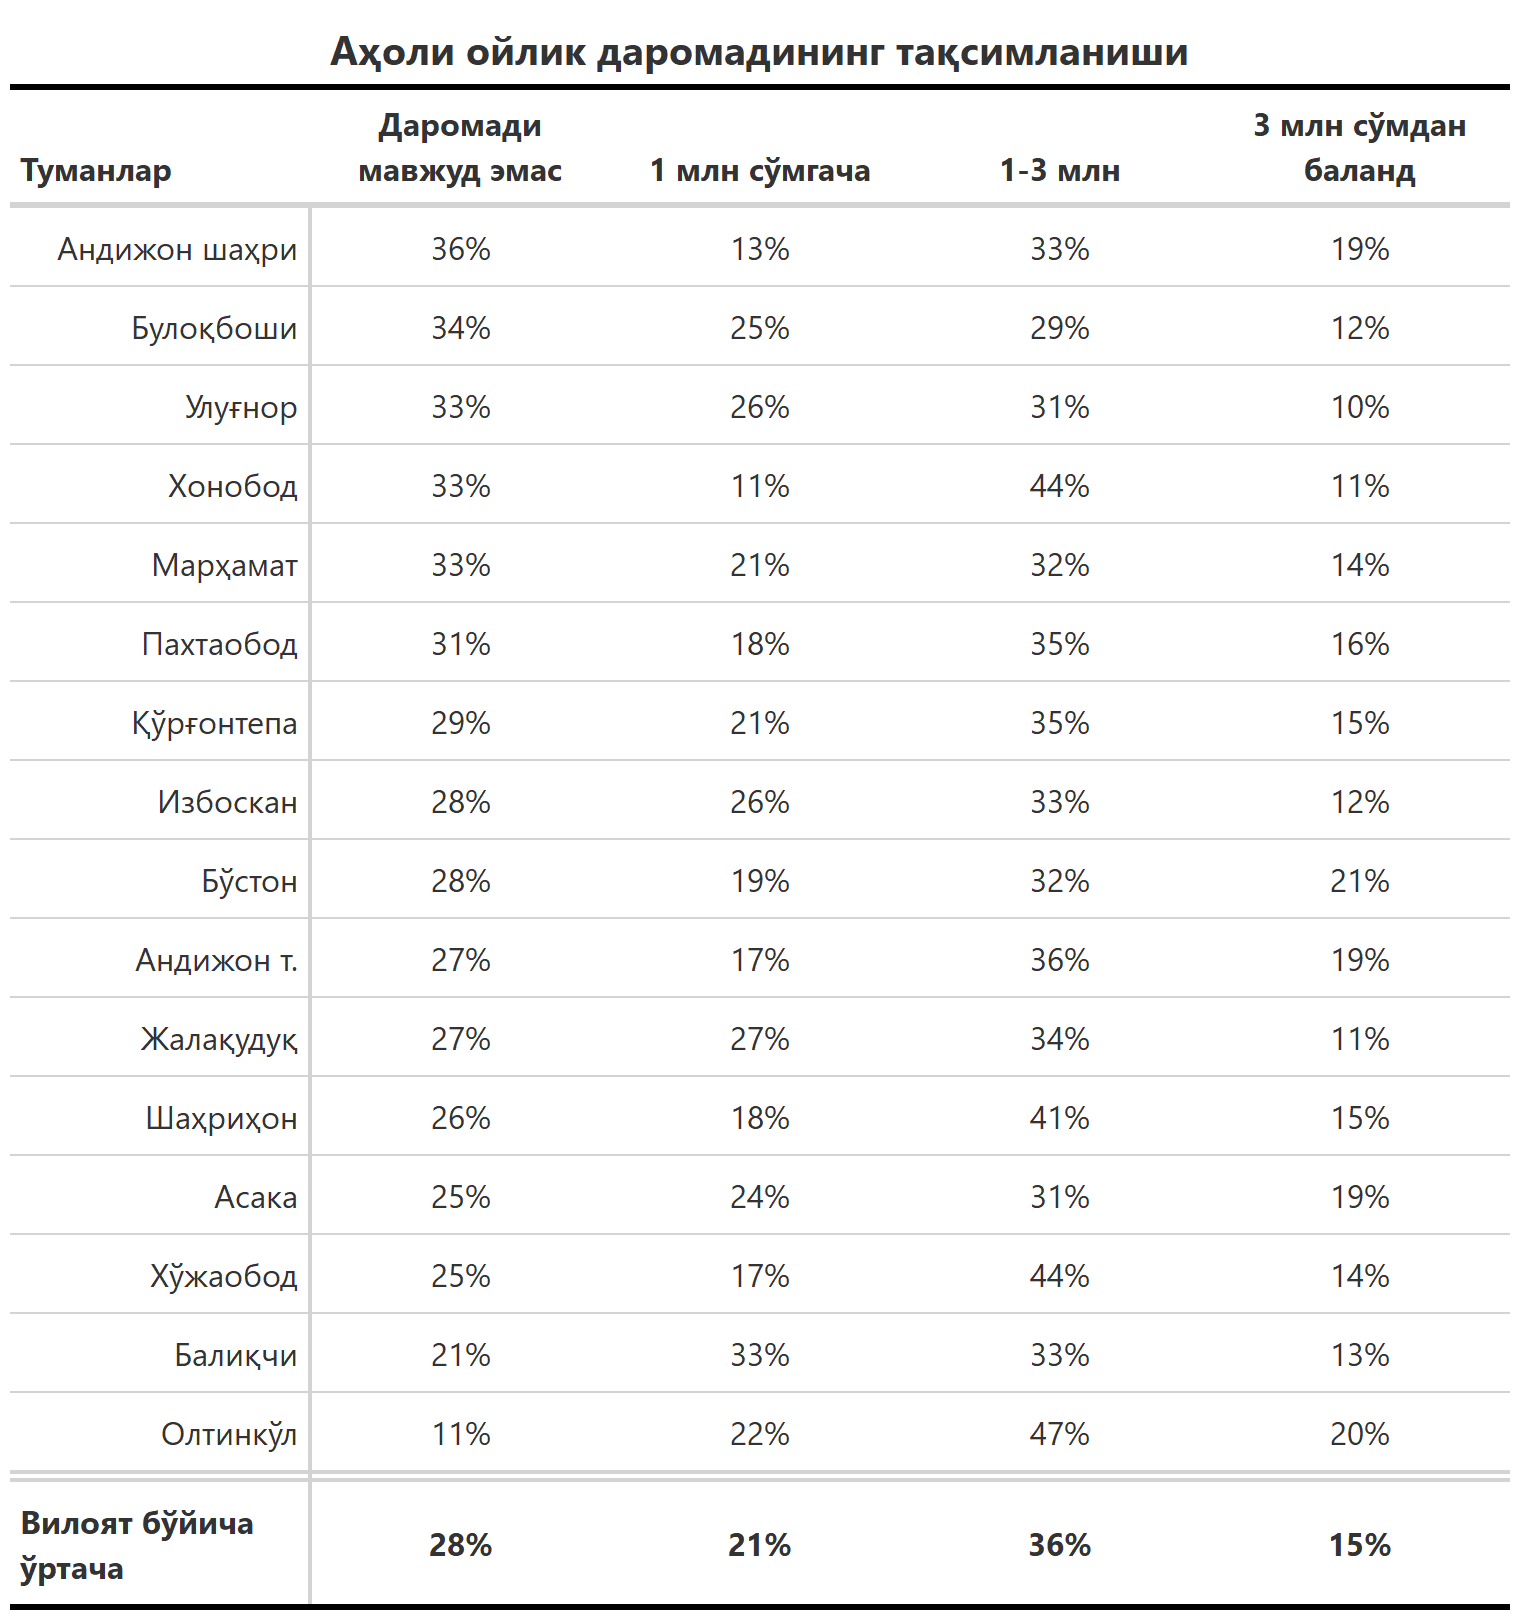 Аҳоли ойлик даромадининг тақсимланиши
Туманлар Даромади мавжуд эмас 1 млн сўмгача 1-3 млн 3 млн сўмдан баланд
Андижон шаҳри 36% 13% 33% 19%
Булоқбоши 34% 25% 29% 12%
Улуғнор 33% 26% 31% 10%
Хонобод 33% 11% 44% 11%
Марҳамат 33% 21% 32% 14%
Пахтаобод 31% 18% 35% 16%
Қўрғонтепа 29% 21% 35% 15%
Избоскан 28% 26% 33% 12%
Бўстон 28% 19% 32% 21%
Андижон т. 27% 17% 36% 19%
Жалақудуқ 27% 27% 34% 11%
Шаҳриҳон 26% 18% 41% 15%
Асака 25% 24% 31% 19%
Хўжаобод 25% 17% 44% 14%
Балиқчи 21% 33% 33% 13%
Олтинкўл 11% 22% 47% 20%
Вилоят бўйича ўртача 28% 21% 36% 15%